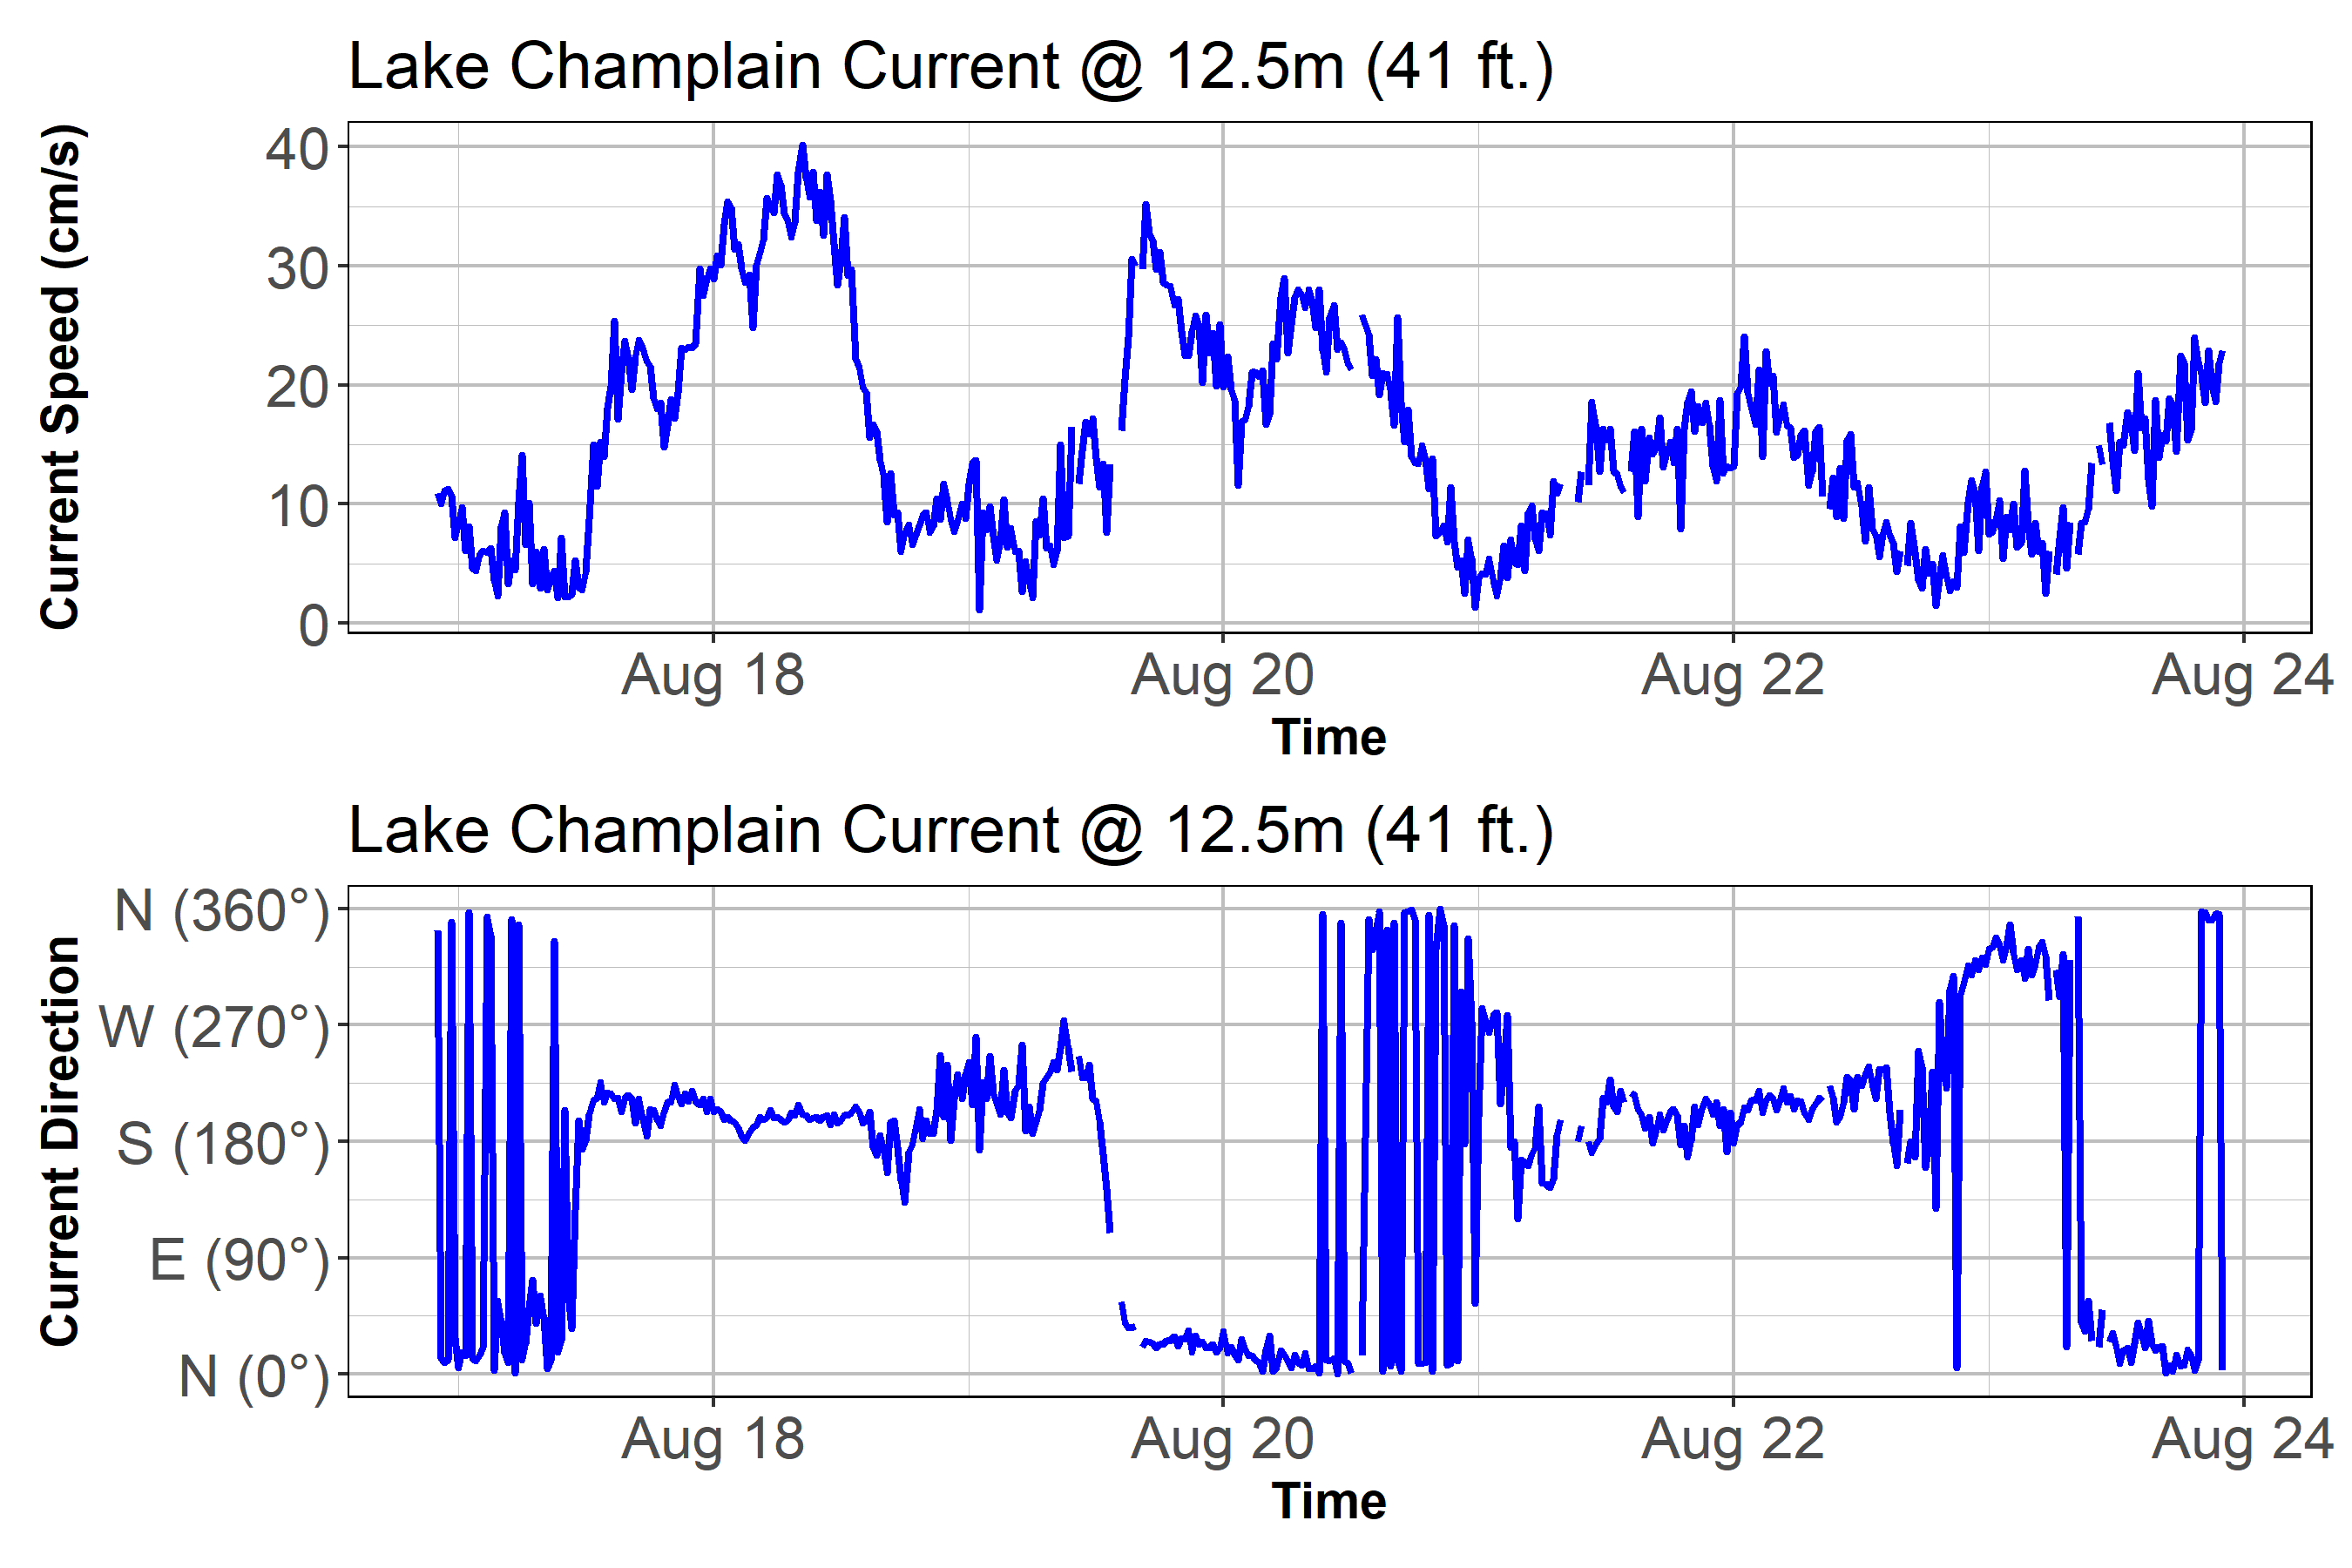 Lake Champlain Current @ 12.5m (41 ft.)
Current Speed (cm/s)
40
30
20
10
0
Aug 18 Aug 20 Aug 22 Aug 24
Time
Lake Champlain Current @ 12.5m (41 ft.)
Current Direction
N (360°)
W (270°)
S (180°)
E (90°)
N (0°)
Aug 18 Aug 20 Aug 22 Aug 24
Time